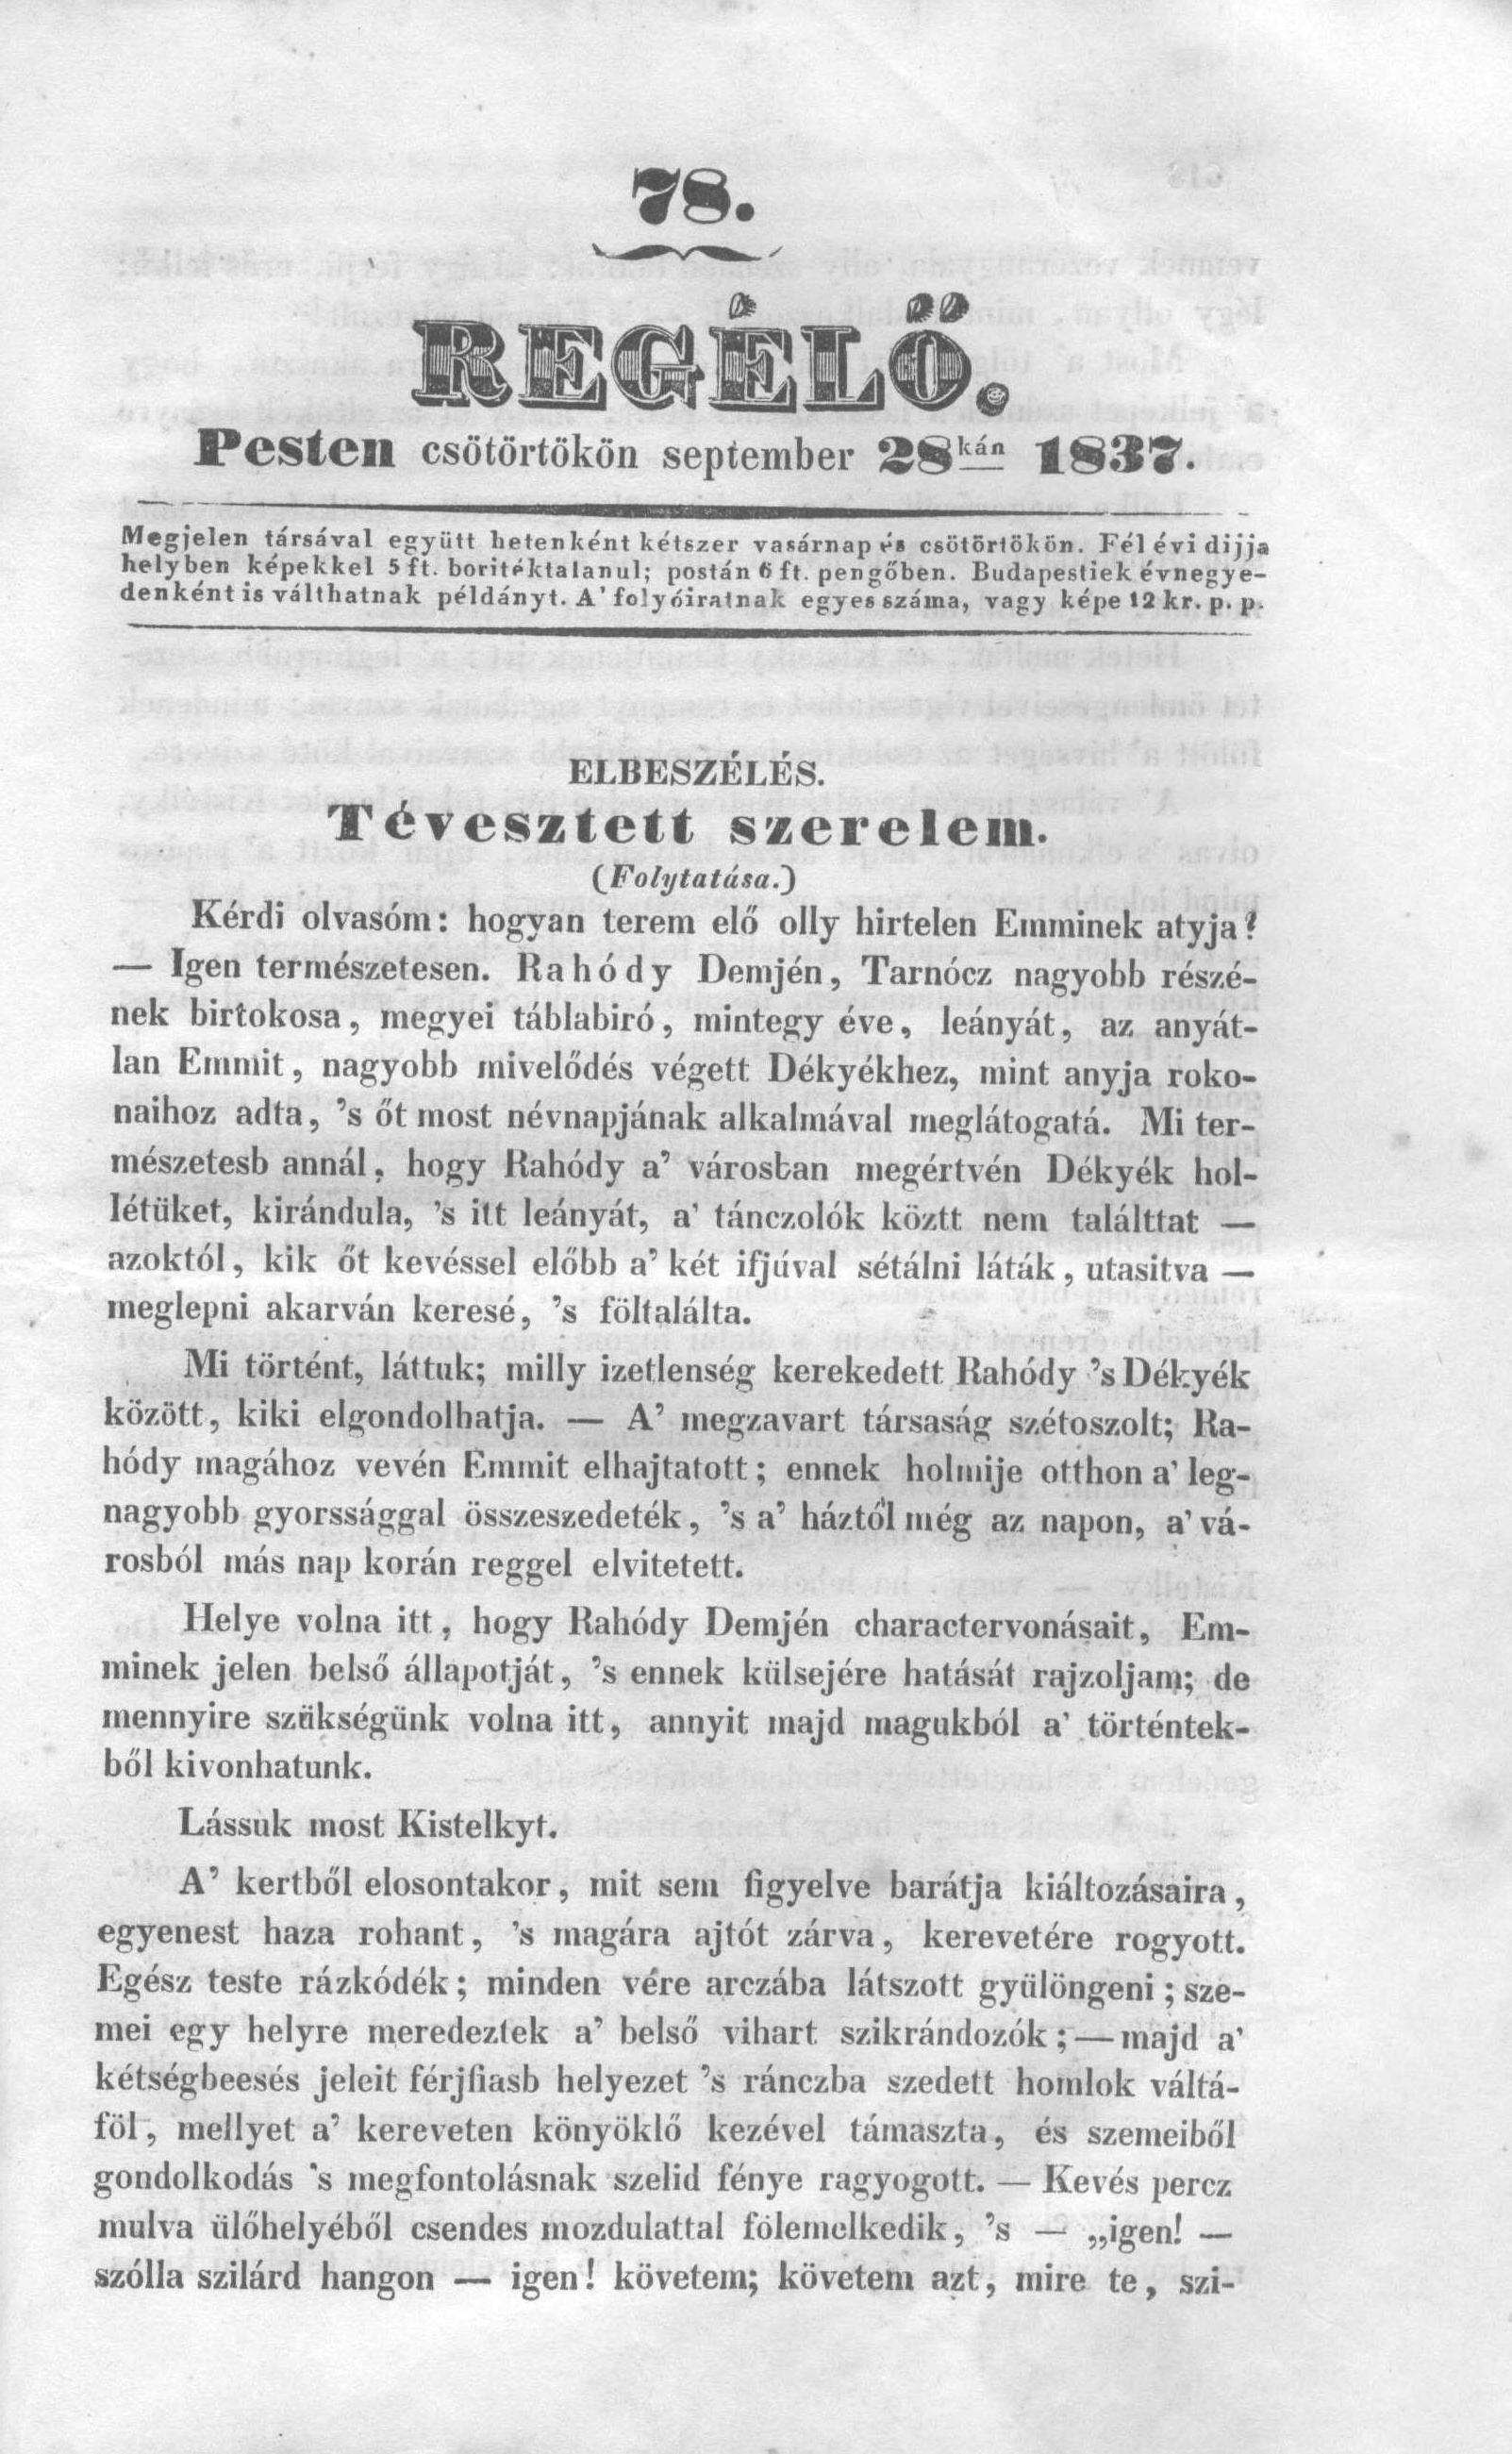 78.
REGÉLŐ.
Pesten csötörtökön september 28kán 1837.
Megjelen társával együtt hetenként kétszer vasárnap és csötörtökön. Fél évi dijja
helyben képekkel 5 ft. boritéktalanul; postán 6 ft. pengőben. Budapestiek évnegye-
denként is válthatnak példányt. A' folyóiratnak egyes száma, vagy képe 12 kr. p. p.
ELBESZÉLÉS.
Tévesztett szerelem.
(Folytatása.)
Kérdi olvasóm: hogyan terem elő olly hirtelen Emminek atyja?
— Igen természetesen. Rahódy Demjén, Tarnócz nagyobb részé-
nek birtokosa, megyei táblabiró, mintegy éve, leányát, az anyát-
lan Emmit, nagyobb mivelődés végett Dékyékhez, mint anyja roko-
naihoz adta, 's őt most névnapjának alkalmával meglátogatá. Mi ter-
mészetesb annál, hogy Rahódy a' városban megértvén Dékyék hol-
létüket, kirándula, 's itt leányát, a' tánczolók köztt nem találttat —
azoktól, kik őt kevéssel előbb a' két ifjúval sétálni láták, utasitva —
meglepni akarván keresé, 's föltalálta.
Mi történt, láttuk; milly izetlenség kerekedett Rahódy 's Dékyék
között, kiki elgondolhatja. — A' megzavart társaság szétoszolt; Ra-
hódy magához vevén Emmit elhajtatott; ennek holmije otthon a' leg-
nagyobb gyorssággal összeszedeték, 's a' háztól még az napon, a' vá-
rosból más nap korán reggel elvitetett.
Helye volna itt, hogy Rahódy Demjén charactervonásait, Em-
minek jelen belső állapotját, 's ennek külsejére hatását rajzoljam; de
mennyire szükségünk volna itt, annyit majd magukból a' történtek-
ből kivonhatunk.
Lássuk most Kistelkyt.
A' kertből elosontakor, mit sem figyelve barátja kiáltozásaira,
egyenest haza rohant, 's magára ajtót zárva, kerevetére rogyott.
Egész teste rázkódék; minden vére arczába látszott gyülöngeni; sze-
mei egy helyre meredeztek a' belső vihart szikrándozók; — majd a'
kétségbeesés jeleit férjfiasb helyezet 's ránczba szedett homlok váltá-
föl, mellyet a' kereveten könyöklő kezével támaszta, és szemeiből
gondolkodás 's megfontolásnak szelid fénye ragyogott. — Kevés percz
mulva ülőhelyéből csendes mozdulattal fölemelkedik, 's — „igen! —
szólla szilárd hangon — igen! követem; követem azt, mire te, szi-